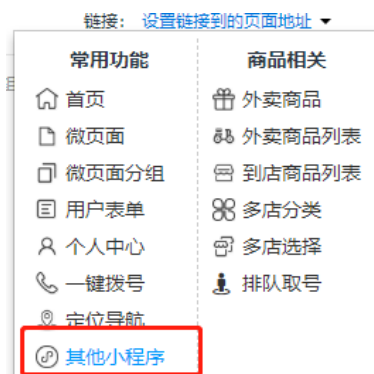 链接： 设置链接到的页面地址
常用功能
首页
微页面
微页面分组
用户表单
个人中心
一键拨号
定位导航
其他小程序
商品相关
外卖商品
外卖商品列表
到店商品列表
多店分类
多店选择
排队取号